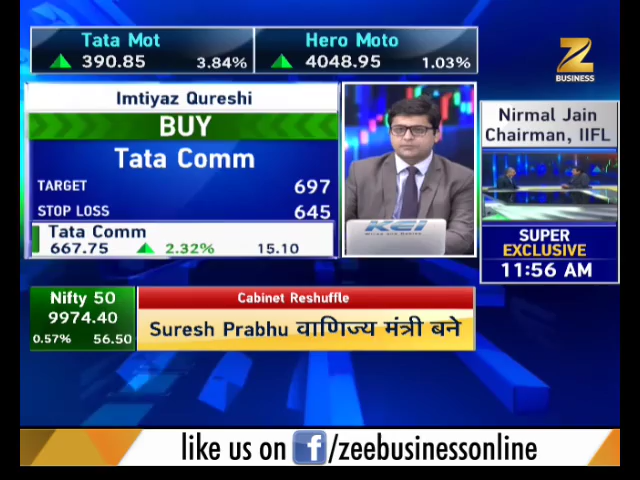 Tata Mot
390.85 3.84%
Hero Moto
4048.95 1.03%
Z
BUSINESS
Imtiyaz Qureshi
BUY
Tata Comm
TARGET 697
STOP LOSS 645
Tata Comm
667.75 2.32% 15.10
KEI
Nirmal Jain
Chairman, IIFL
SUPER
EXCLUSIVE
11:56 AM
Nifty 50
9974.40
0.57% 56.50
Cabinet Reshuffle
Suresh Prabhu वाणिज्य मंत्री बने
like us on f/zeebusinessonline